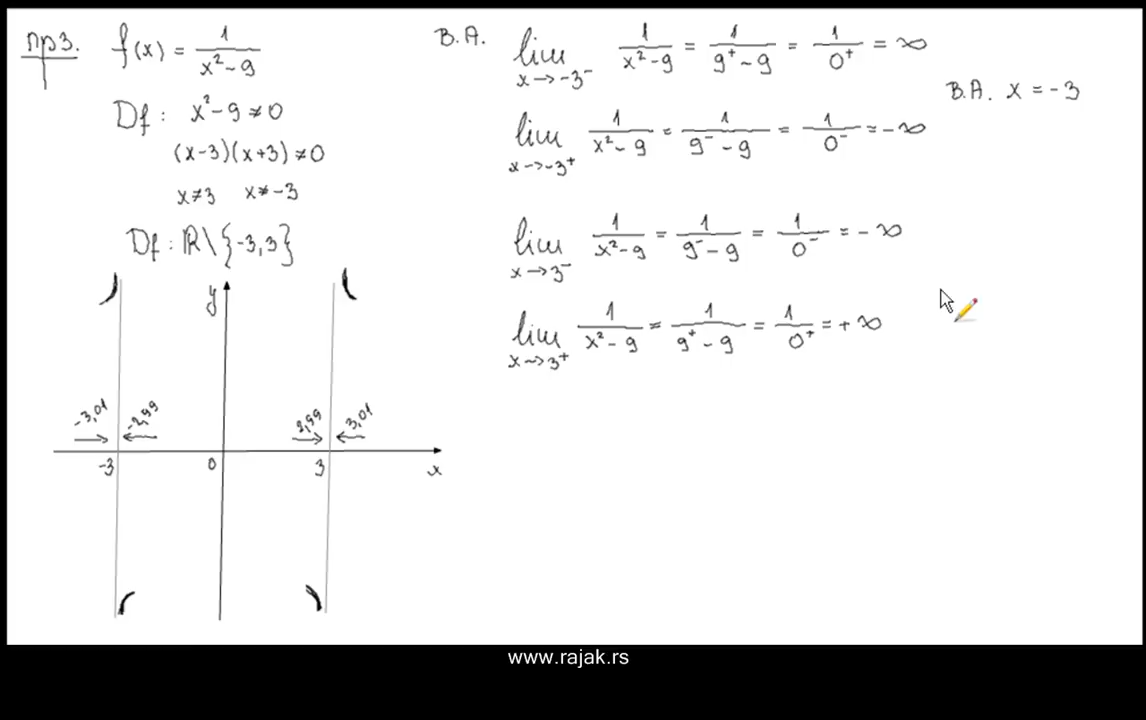 пр3. f(x) = 1/(x² - 9)
Df : x² - 9 ≠ 0
(x-3)(x+3) ≠ 0
x ≠ 3 x ≠ -3
Df : ℝ \ {-3, 3}
В.А. lim x→-3⁻ 1/(x² - 9) = 1/(9⁺ - 9) = 1/0⁺ = ∞
В.А. x = -3
lim x→-3⁺ 1/(x² - 9) = 1/(9⁻ - 9) = 1/0⁻ = -∞
lim x→3⁻ 1/(x² - 9) = 1/(9⁻ - 9) = 1/0⁻ = -∞
lim x→3⁺ 1/(x² - 9) = 1/(9⁺ - 9) = 1/0⁺ = +∞
y
-3,01 -2,99 2,99 3,01
-3 0 3 x
www.rajak.rs